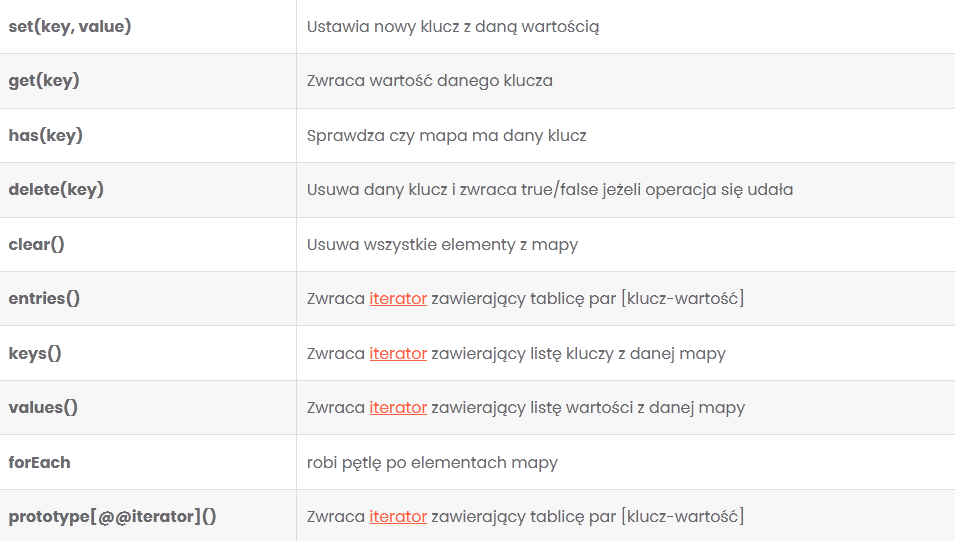 set(key, value) Ustawia nowy klucz z daną wartością
get(key) Zwraca wartość danego klucza
has(key) Sprawdza czy mapa ma dany klucz
delete(key) Usuwa dany klucz i zwraca true/false jeżeli operacja się udała
clear() Usuwa wszystkie elementy z mapy
entries() Zwraca iterator zawierający tablicę par [klucz-wartość]
keys() Zwraca iterator zawierający listę kluczy z danej mapy
values() Zwraca iterator zawierający listę wartości z danej mapy
forEach robi pętlę po elementach mapy
prototype[@@iterator]() Zwraca iterator zawierający tablicę par [klucz-wartość]